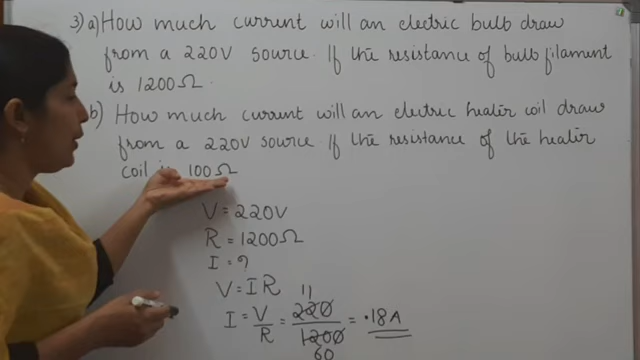 3) a) How much current will an electric bulb draw
from a 220V source. If the resistance of bulb filament
is 1200Ω.
b) How much current will an electric heater coil draw
from a 220V source If the resistance of the heater
coil is 100Ω
V = 220V
R = 1200Ω
I = ?
V = IR
11
I = V/R = 220/1200 = .18A
60